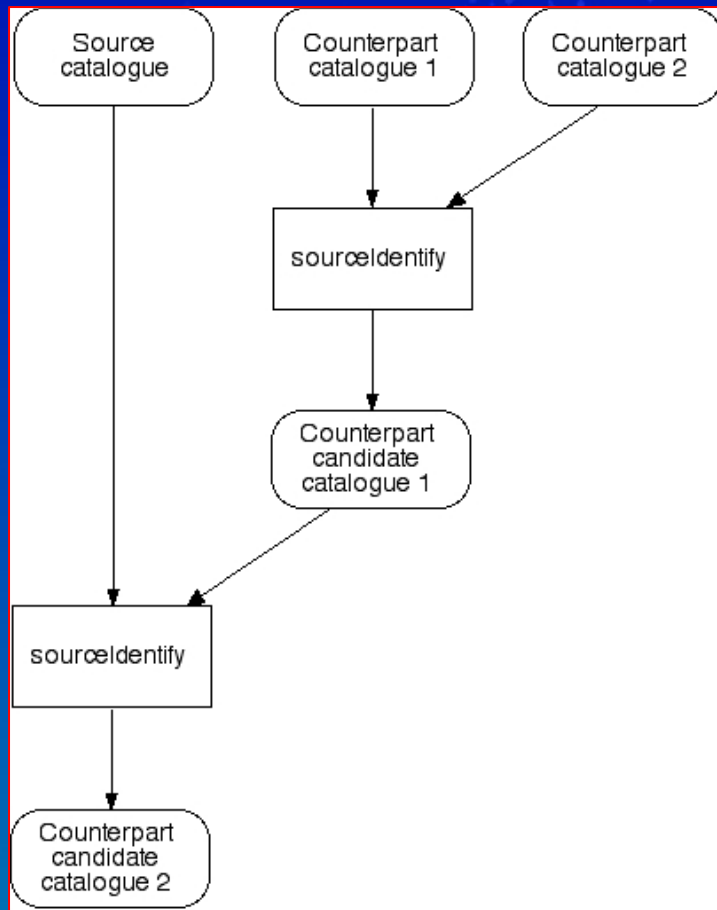 Source
catalogue
Counterpart
catalogue 1
Counterpart
catalogue 2
sourceIdentify
Counterpart
candidate
catalogue 1
sourceIdentify
Counterpart
candidate
catalogue 2